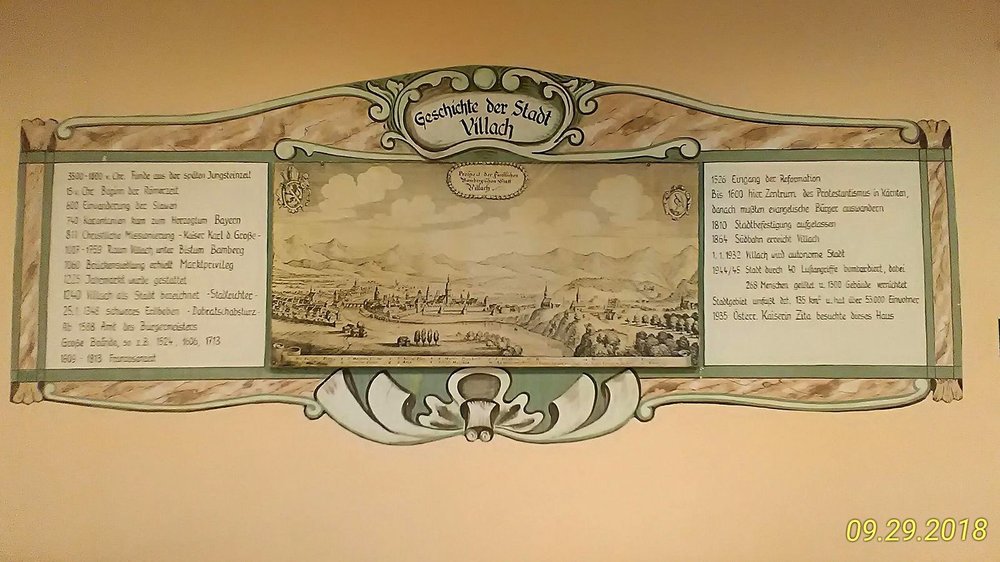 Geschichte der Stadt
Villach
3500-1800 v. Chr. Funde aus der späten Jungsteinzeit
15 v. Chr. Beginn der Römerzeit
600 Einwanderung der Slawen
740 Karantanien kam zum Herzogtum Bayern
811 Christliche Missionierung - Kaiser Karl d. Große -
1007 - 1759 Raum Villach unter Bistum Bamberg
1060 Brückensiedlung erhielt Marktprivileg
1225 Jahrmarkt wurde gestattet
1240 Villach als Stadt bezeichnet - Stadtrichter -
25.1 1348 schweres Erdbeben - Dobratschabsturz -
Ab 1588 Amt des Bürgermeisters
Große Brände, so z.B. 1524, 1606, 1713
1809 - 1813 Franzosenzeit
Prospect der Fürstlichen
Bambergischen Statt
Villach
1526 Eingang der Reformation
Bis 1600 hier Zentrum des Protestantismus in Kärnten,
danach mußten evangelische Bürger auswandern
1810 Stadtbefestigung aufgelassen
1864 Südbahn erreicht Villach
1. 1. 1932 Villach wird autonome Stadt
1944/45 Stadt durch 40 Luftangriffe bombardiert, dabei
268 Menschen getötet u. 1500 Gebäude vernichtet
Stadtgebiet umfaßt dzt. 135 km² u. hat über 53000 Einwohner
1935 Österr. Kaiserin Zita besuchte dieses Haus
09.29.2018